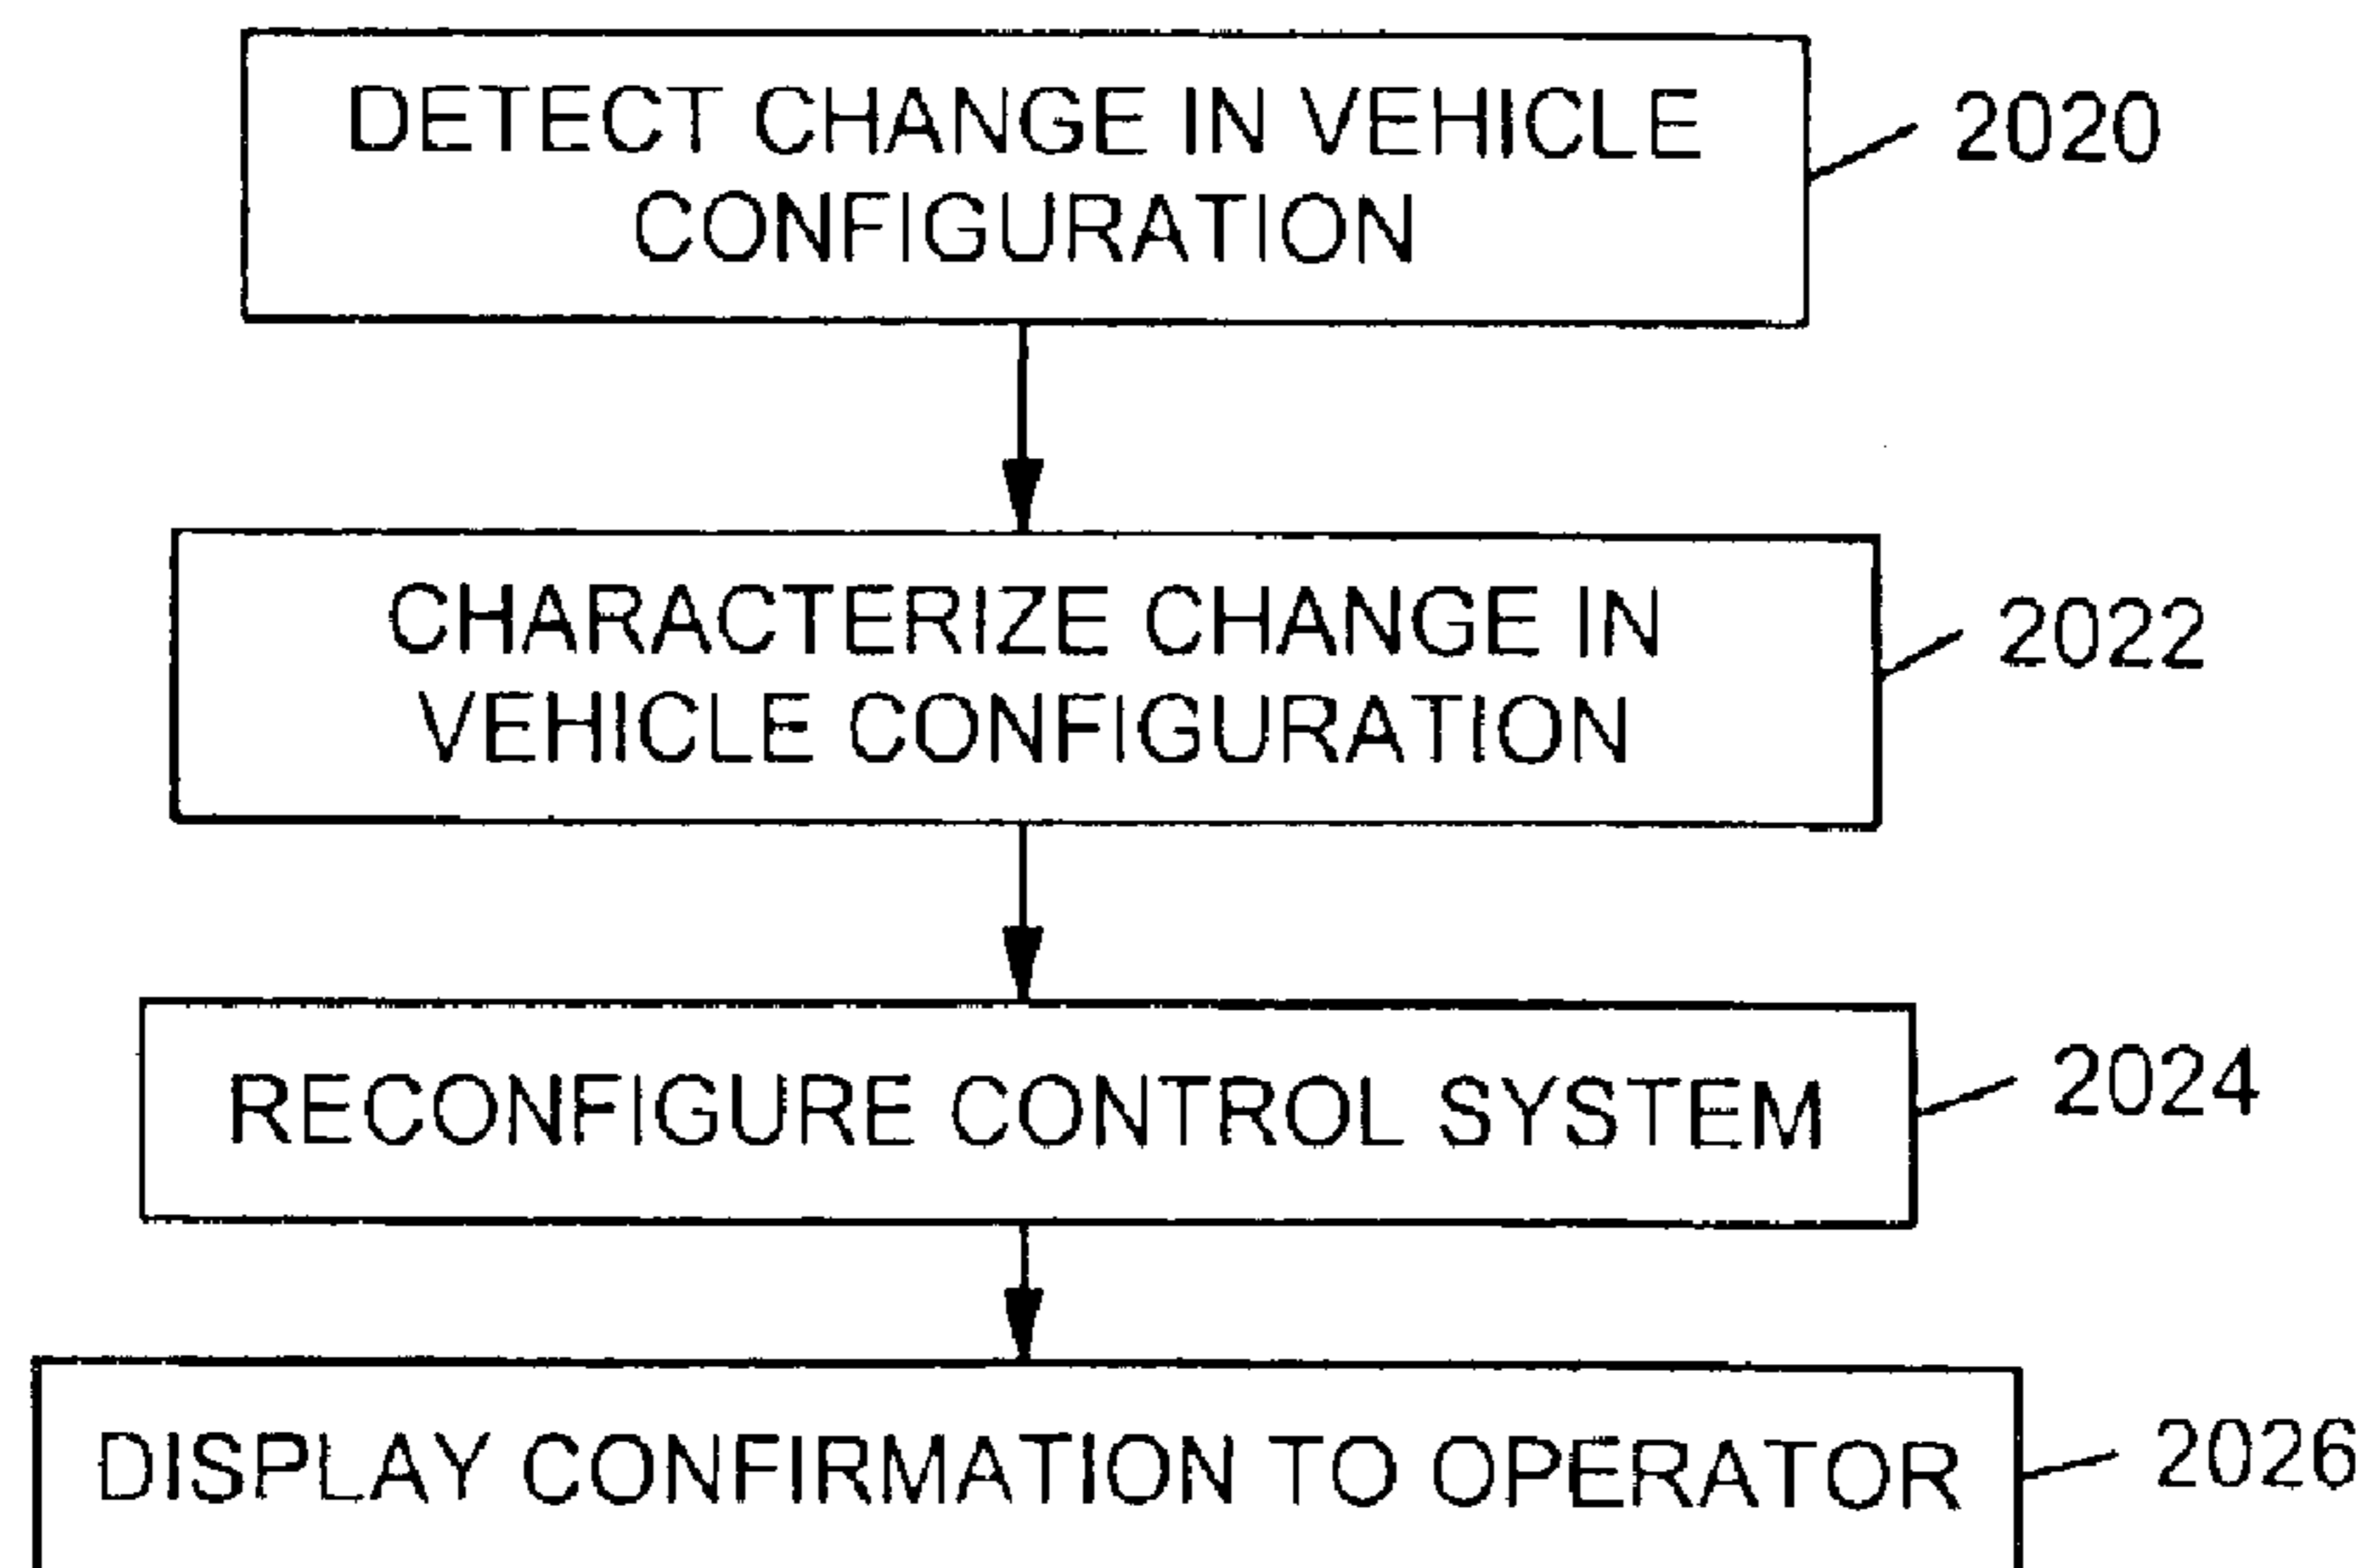 DETECT CHANGE IN VEHICLE
CONFIGURATION
2020
CHARACTERIZE CHANGE IN
VEHICLE CONFIGURATION
2022
RECONFIGURE CONTROL SYSTEM
2024
DISPLAY CONFIRMATION TO OPERATOR
2026